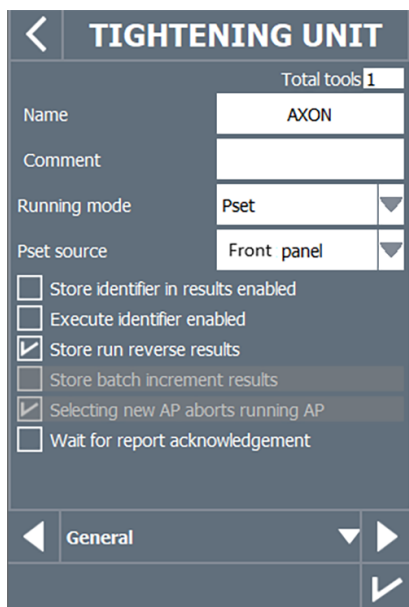 TIGHTENING UNIT
Total tools 1
Name AXON
Comment
Running mode Pset
Pset source Front panel
Store identifier in results enabled
Execute identifier enabled
Store run reverse results
Store batch increment results
Selecting new AP aborts running AP
Wait for report acknowledgement
General